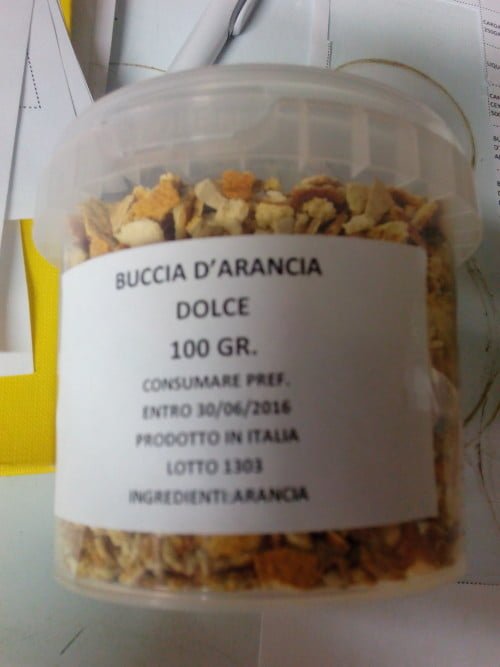 BUCCIA D'ARANCIA
DOLCE
100 GR.
CONSUMARE PREF.
ENTRO 30/06/2016
PRODOTTO IN ITALIA
LOTTO 1303
INGREDIENTI:ARANCIA